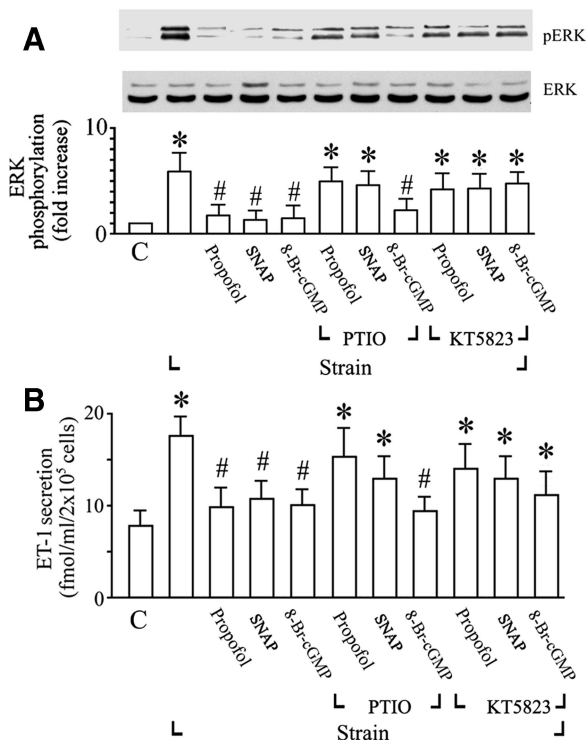 A
pERK
ERK
ERK
phosphorylation
(fold increase)
10
5
0
*
#
#
#
*
*
#
*
*
*
C
Propofol
SNAP
8-Br-cGMP
Propofol
SNAP
8-Br-cGMP
Propofol
SNAP
8-Br-cGMP
PTIO
KT5823
Strain
B
ET-1 secretion
(fmol/ml/2x10⁵ cells)
20
10
0
*
#
#
#
*
*
#
*
*
*
C
Propofol
SNAP
8-Br-cGMP
Propofol
SNAP
8-Br-cGMP
Propofol
SNAP
8-Br-cGMP
PTIO
KT5823
Strain